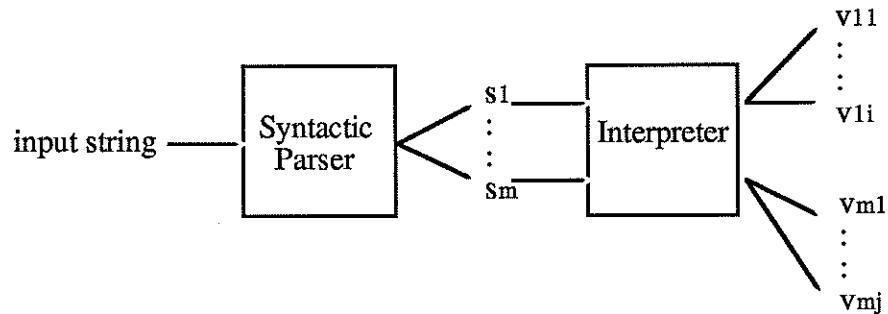 input string
Syntactic
Parser
s1
:
:
sm
Interpreter
v11
:
:
v1i
vm1
:
:
vmj